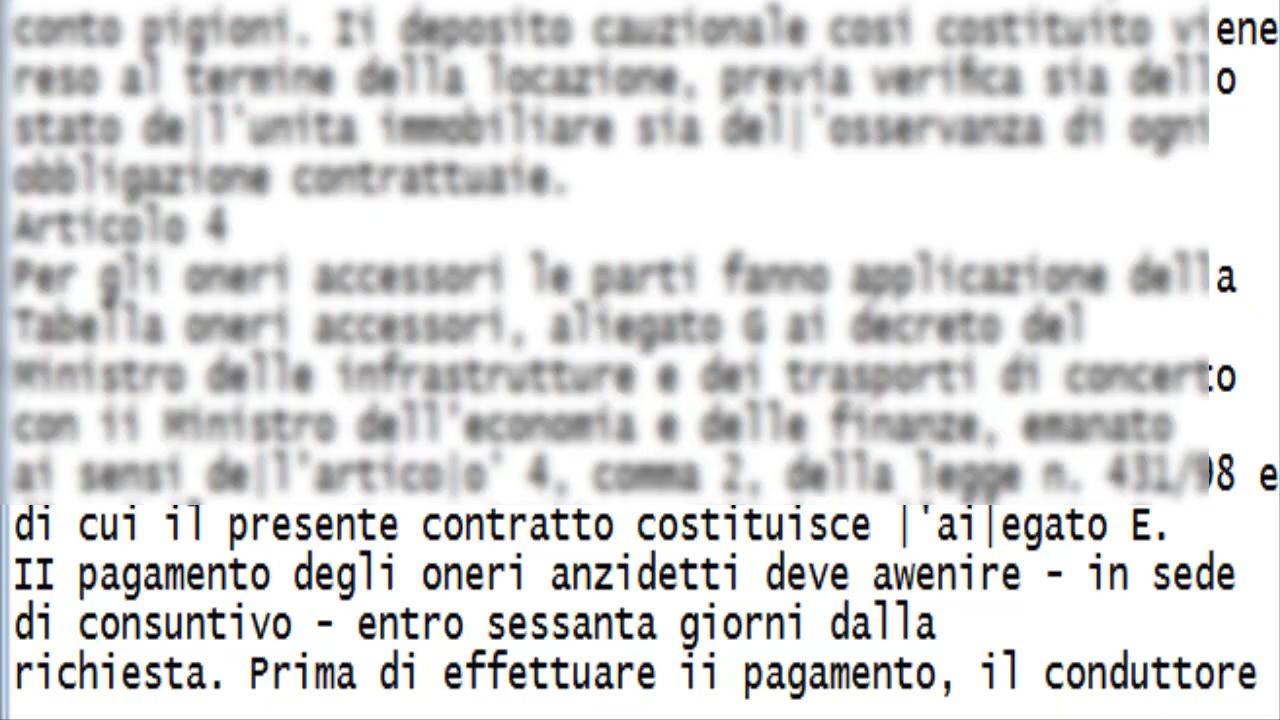 conto pigioni. Ii deposito cauzionale cosi costituito viene
reso al termine della locazione, previa verifica sia dello
stato de|l'unita immobiliare sia del|'osservanza di ogni
obbligazione contrattuaie.
Articolo 4
Per gli oneri accessori le parti fanno applicazione della
Tabella oneri accessori, aliegato G ai decreto del
Ministro delle infrastrutture e dei trasporti di concerto
con ii Ministro dell'economia e delle finanze, emanato
ai sensi de|l'artico|o' 4, comma 2, della legge n. 431/98 e
di cui il presente contratto costituisce |'ai|egato E.
II pagamento degli oneri anzidetti deve awenire - in sede
di consuntivo - entro sessanta giorni dalla
richiesta. Prima di effettuare ii pagamento, il conduttore